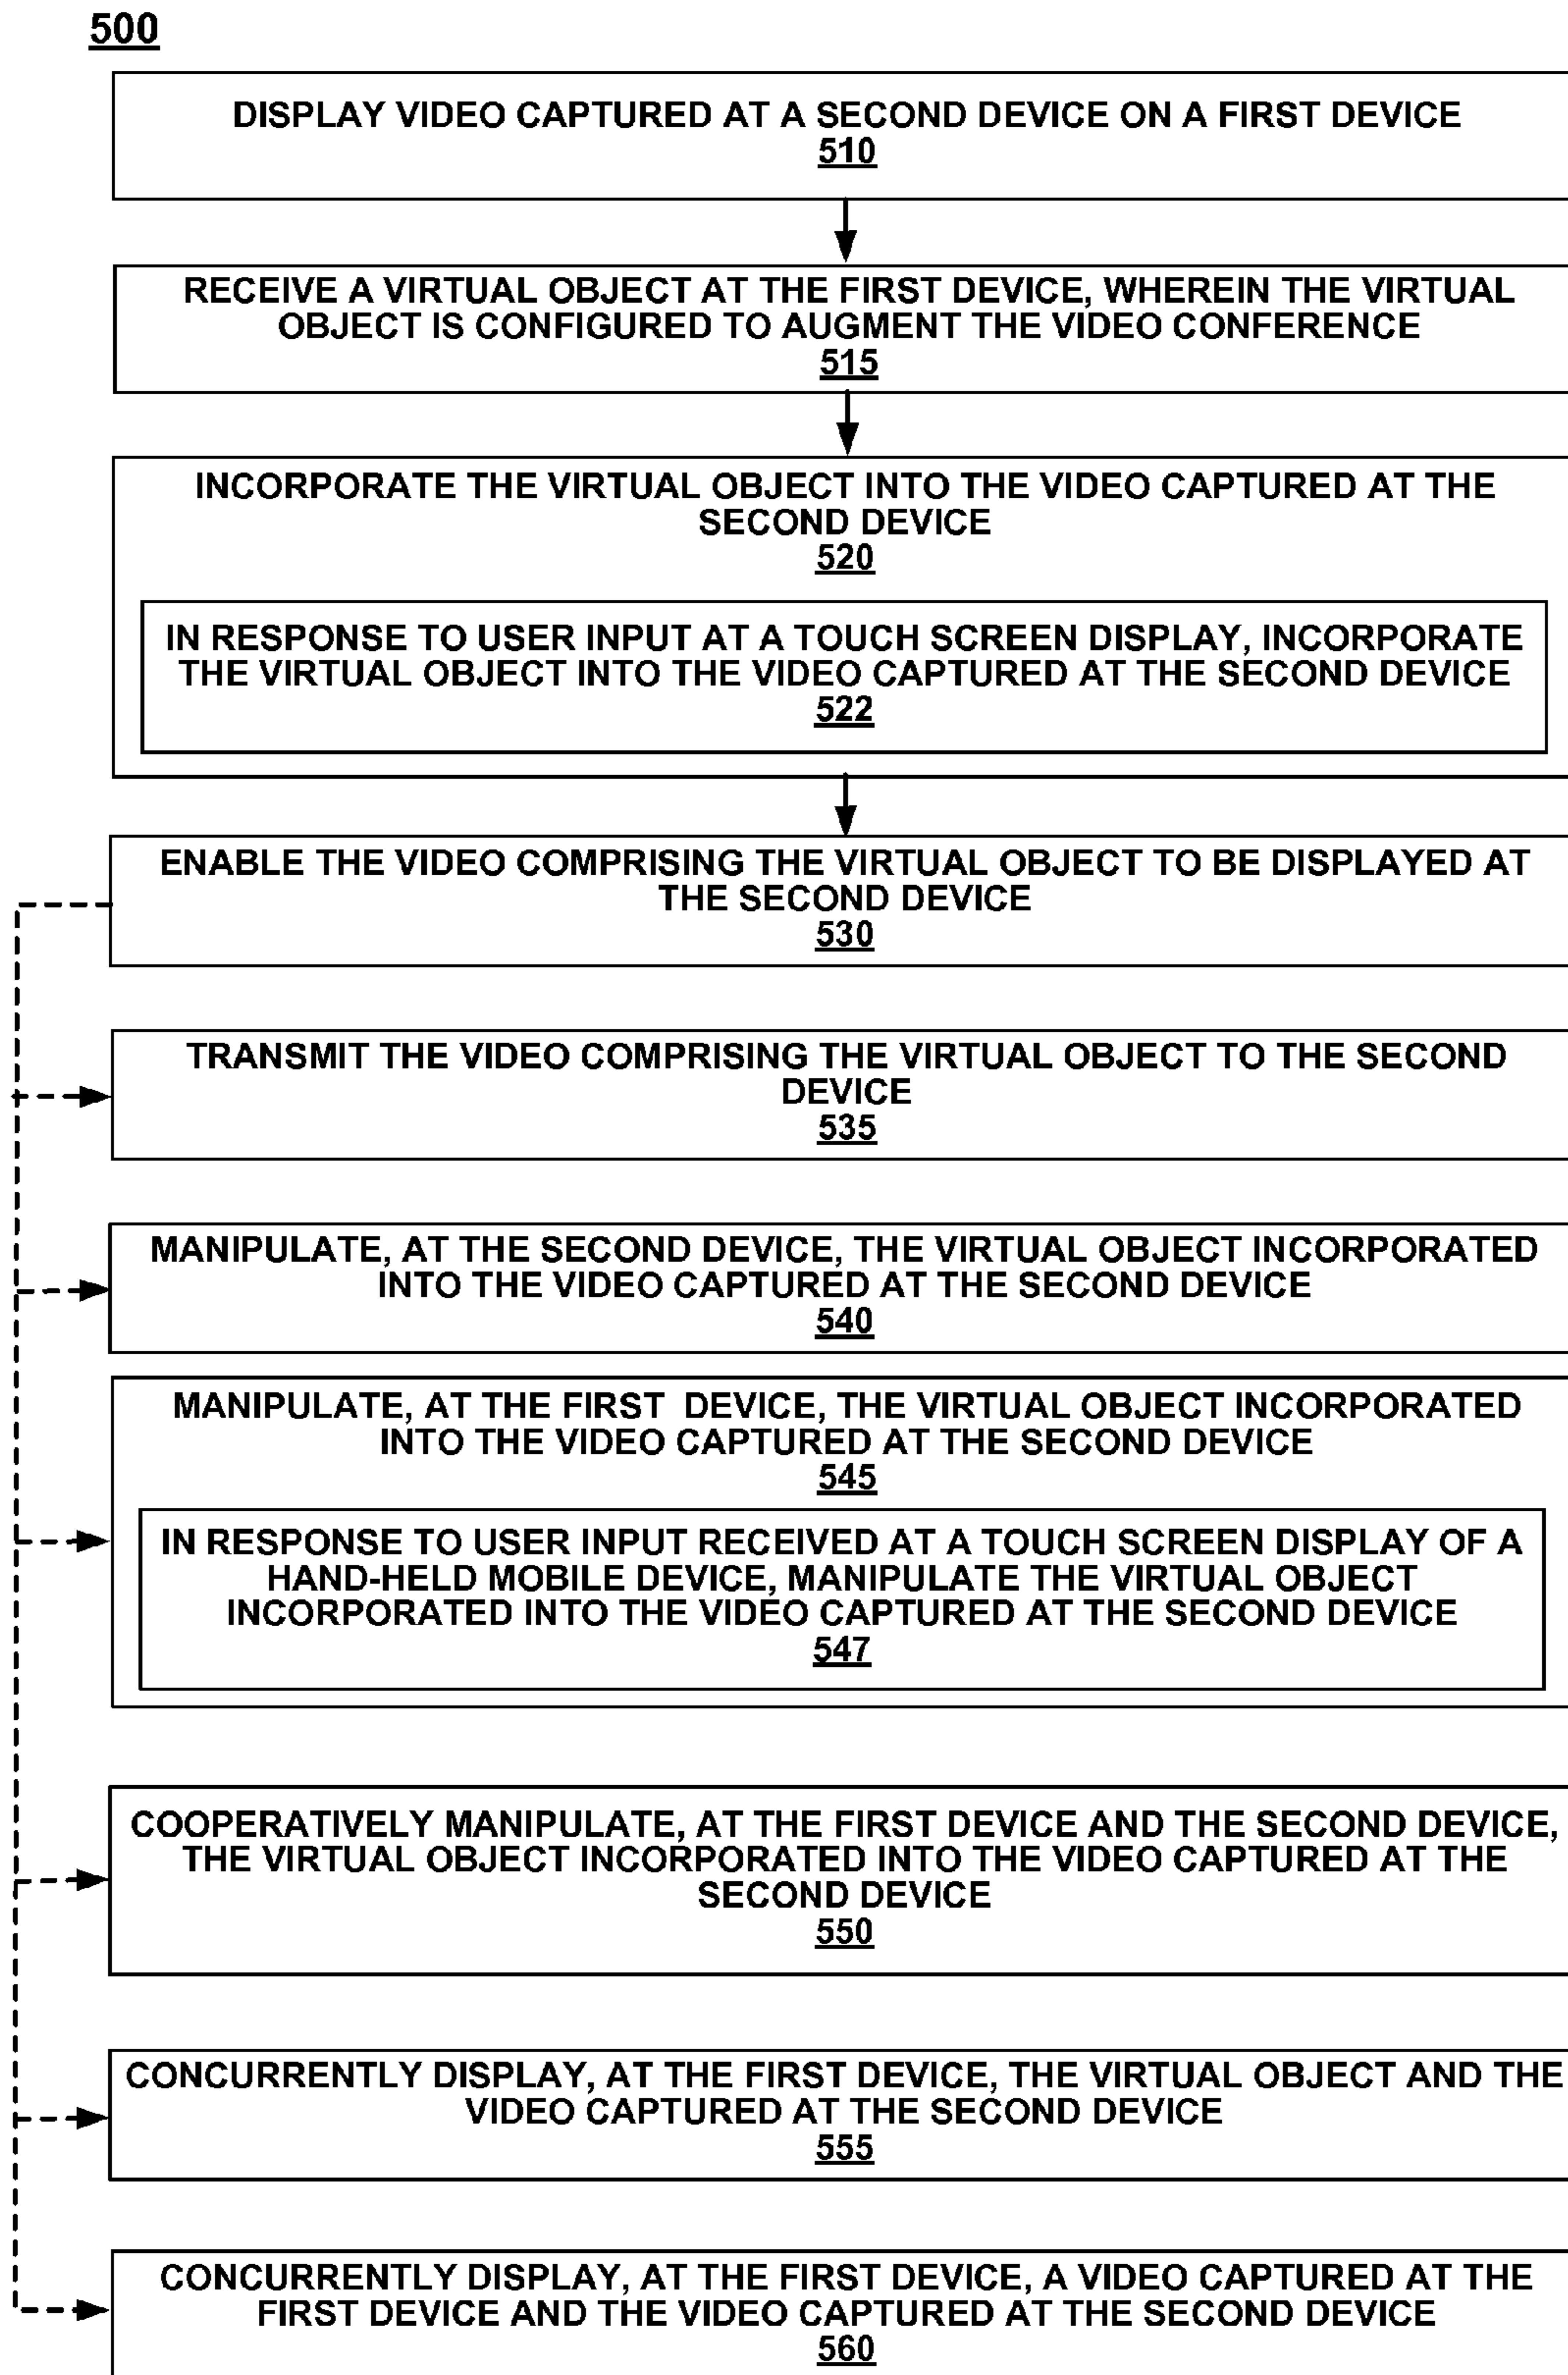 500
DISPLAY VIDEO CAPTURED AT A SECOND DEVICE ON A FIRST DEVICE
510
RECEIVE A VIRTUAL OBJECT AT THE FIRST DEVICE, WHEREIN THE VIRTUAL
OBJECT IS CONFIGURED TO AUGMENT THE VIDEO CONFERENCE
515
INCORPORATE THE VIRTUAL OBJECT INTO THE VIDEO CAPTURED AT THE
SECOND DEVICE
520
IN RESPONSE TO USER INPUT AT A TOUCH SCREEN DISPLAY, INCORPORATE
THE VIRTUAL OBJECT INTO THE VIDEO CAPTURED AT THE SECOND DEVICE
522
ENABLE THE VIDEO COMPRISING THE VIRTUAL OBJECT TO BE DISPLAYED AT
THE SECOND DEVICE
530
TRANSMIT THE VIDEO COMPRISING THE VIRTUAL OBJECT TO THE SECOND
DEVICE
535
MANIPULATE, AT THE SECOND DEVICE, THE VIRTUAL OBJECT INCORPORATED
INTO THE VIDEO CAPTURED AT THE SECOND DEVICE
540
MANIPULATE, AT THE FIRST DEVICE, THE VIRTUAL OBJECT INCORPORATED
INTO THE VIDEO CAPTURED AT THE SECOND DEVICE
545
IN RESPONSE TO USER INPUT RECEIVED AT A TOUCH SCREEN DISPLAY OF A
HAND-HELD MOBILE DEVICE, MANIPULATE THE VIRTUAL OBJECT
INCORPORATED INTO THE VIDEO CAPTURED AT THE SECOND DEVICE
547
COOPERATIVELY MANIPULATE, AT THE FIRST DEVICE AND THE SECOND DEVICE,
THE VIRTUAL OBJECT INCORPORATED INTO THE VIDEO CAPTURED AT THE
SECOND DEVICE
550
CONCURRENTLY DISPLAY, AT THE FIRST DEVICE, THE VIRTUAL OBJECT AND THE
VIDEO CAPTURED AT THE SECOND DEVICE
555
CONCURRENTLY DISPLAY, AT THE FIRST DEVICE, A VIDEO CAPTURED AT THE
FIRST DEVICE AND THE VIDEO CAPTURED AT THE SECOND DEVICE
560